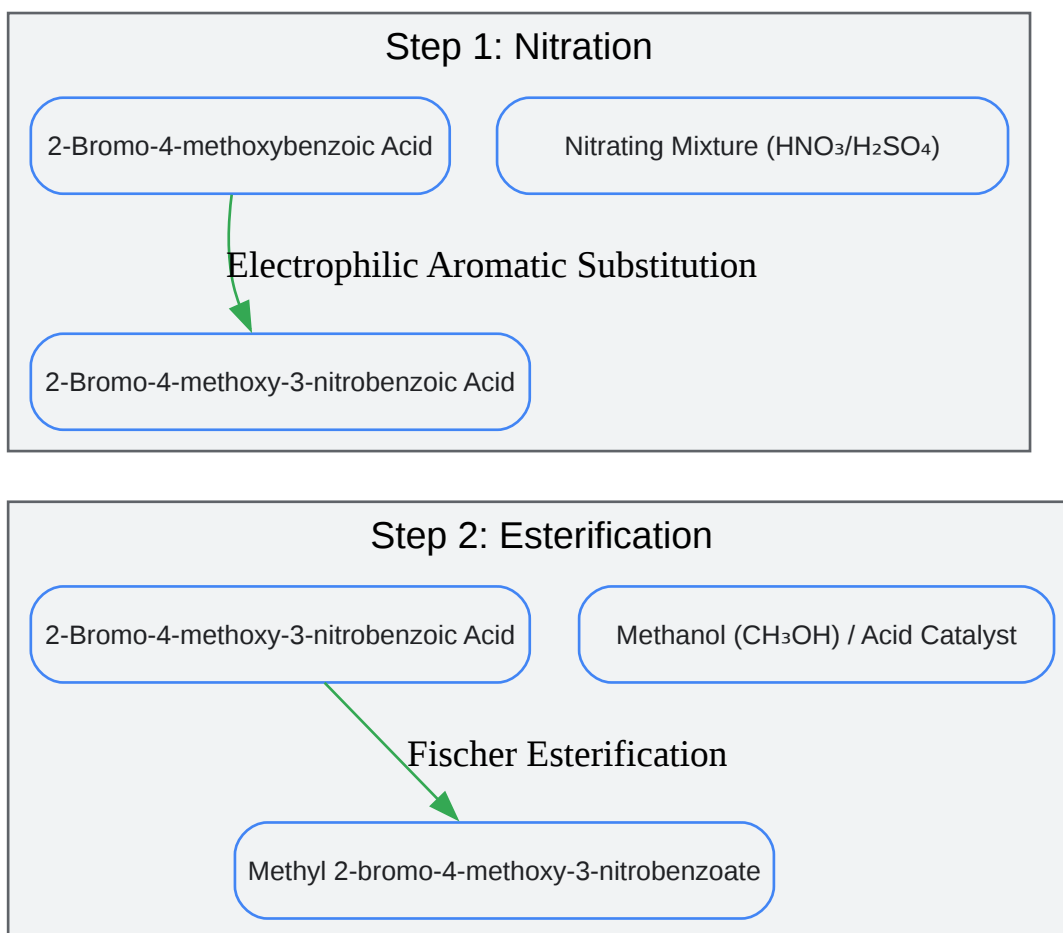 Step 1: Nitration
2-Bromo-4-methoxybenzoic Acid
Nitrating Mixture (HNO₃/H₂SO₄)
Electrophilic Aromatic Substitution
2-Bromo-4-methoxy-3-nitrobenzoic Acid
Step 2: Esterification
2-Bromo-4-methoxy-3-nitrobenzoic Acid
Methanol (CH₃OH) / Acid Catalyst
Fischer Esterification
Methyl 2-bromo-4-methoxy-3-nitrobenzoate